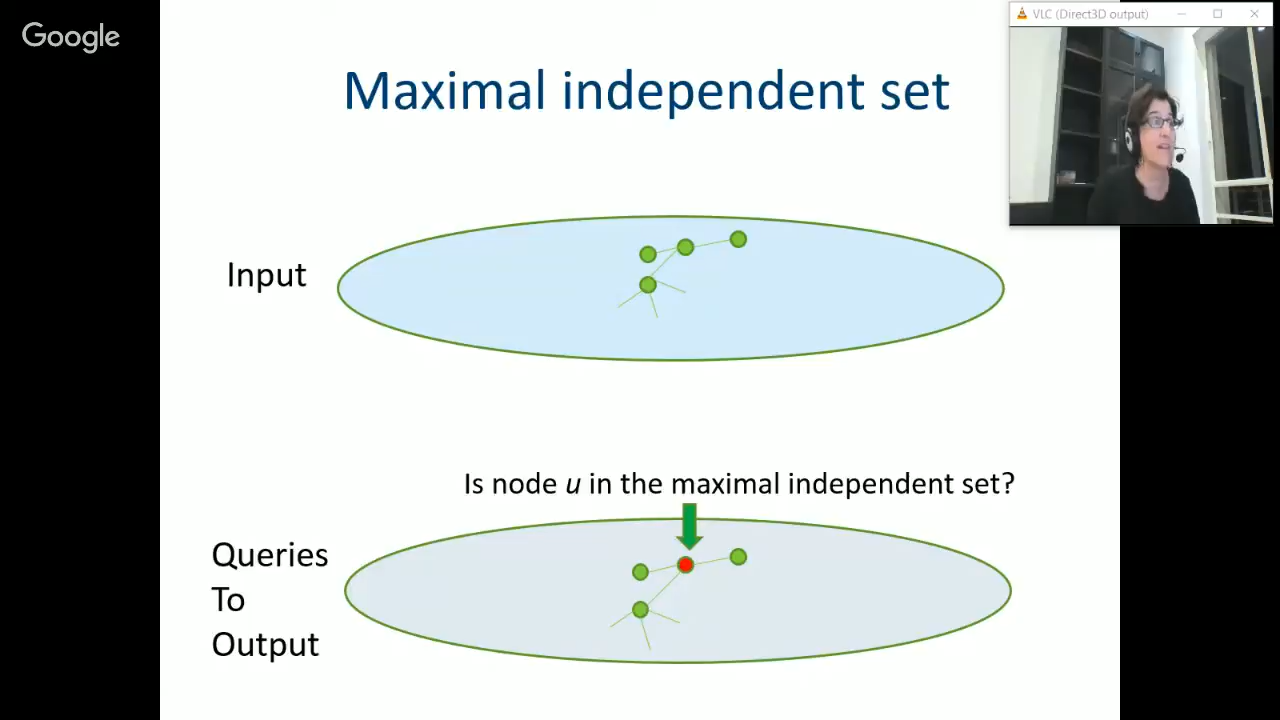 Google
VLC (Direct3D output)
Maximal independent set
Input
Is node u in the maximal independent set?
Queries
To
Output